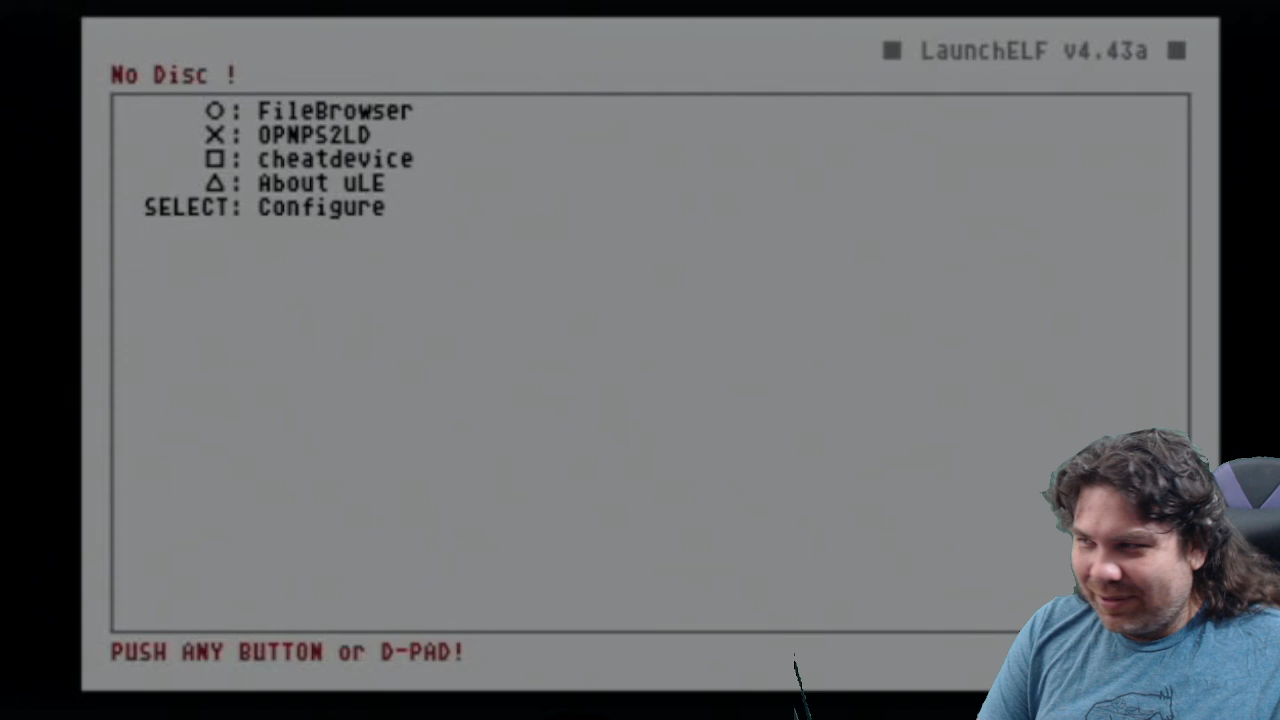 ■ LaunchELF v4.43a ■
No Disc !
○: FileBrowser
X: OPNPS2LD
□: cheatdevice
△: About uLE
SELECT: Configure
PUSH ANY BUTTON or D-PAD!